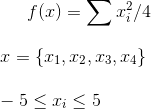 f(x) = ∑ x_i^2/4
x = {x_1, x_2, x_3, x_4}
− 5 ≤ x_i ≤ 5